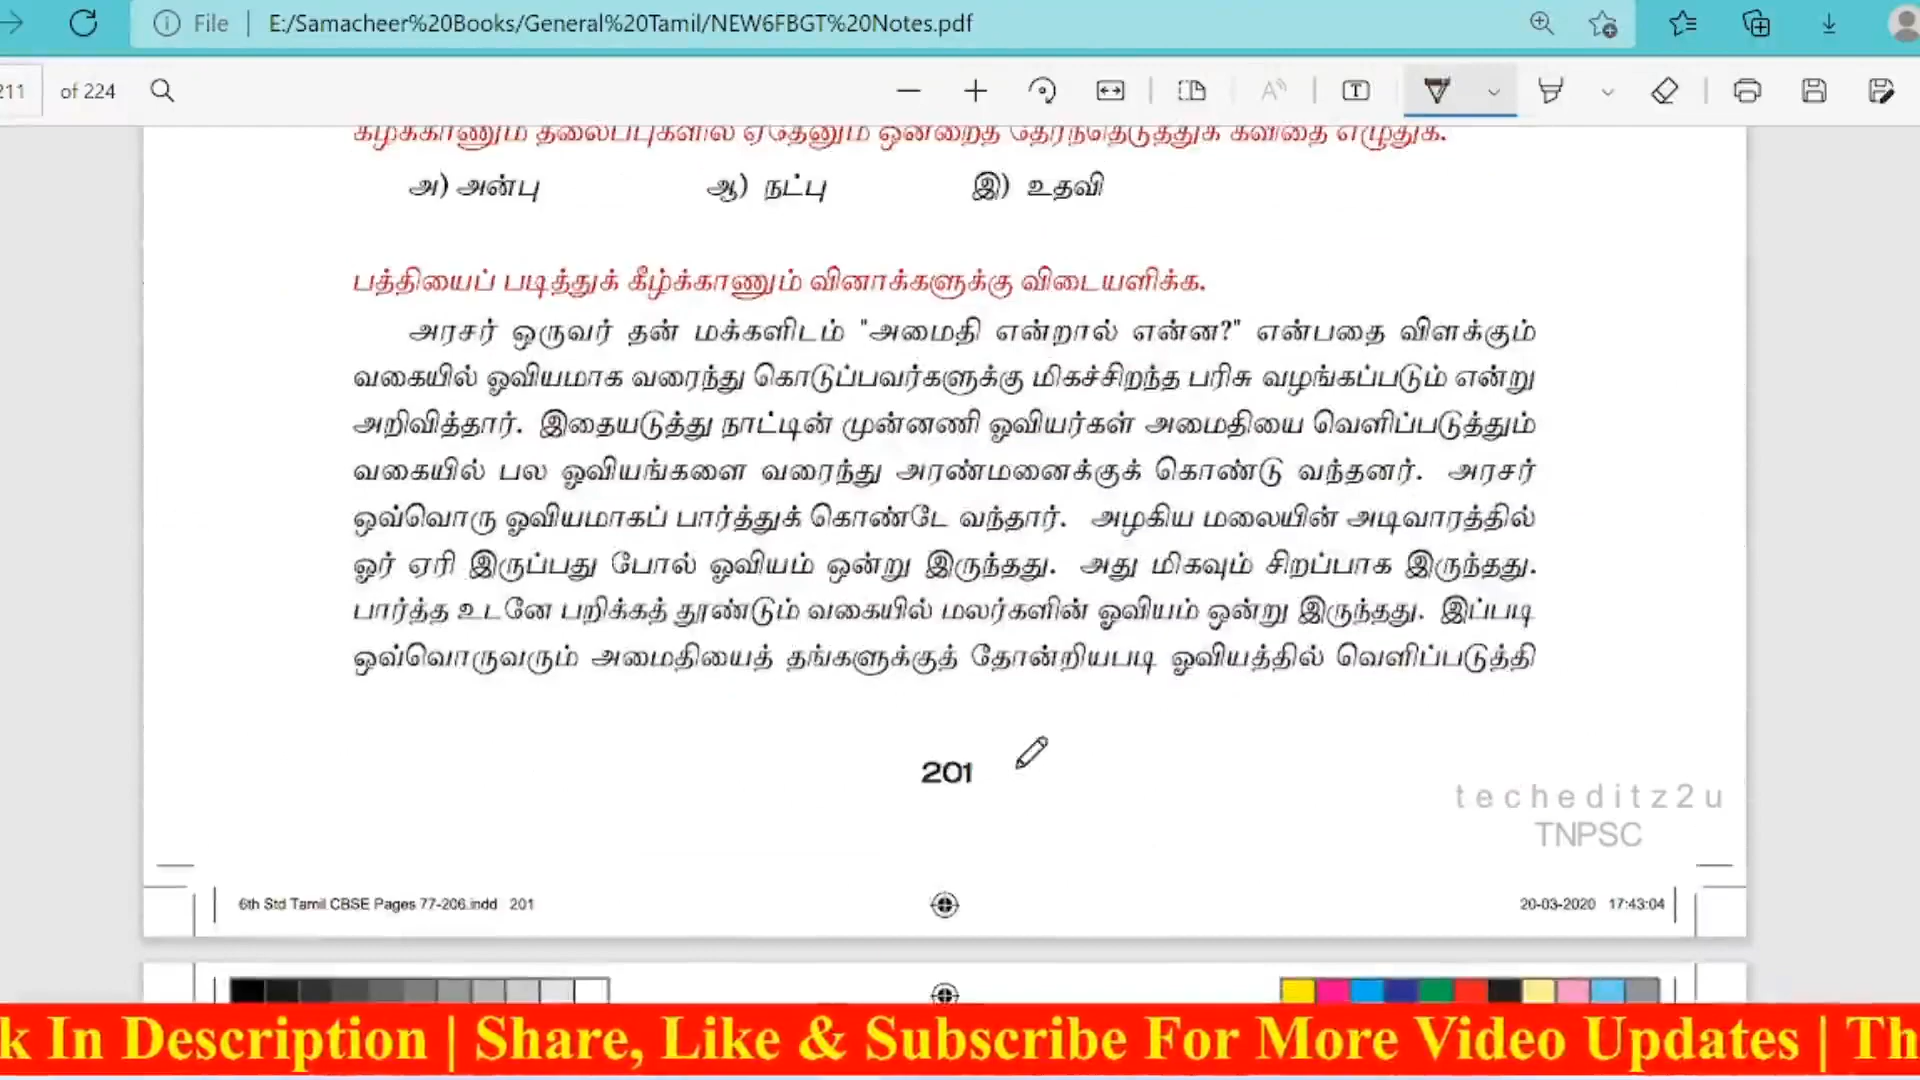 File | E:/Samacheer%20Books/General%20Tamil/NEW6FBGT%20Notes.pdf
211 of 224
கீழ்க்காணும் தலைப்புகளில் ஏதேனும் ஒன்றைத் தேர்ந்தெடுத்துக் கவிதை எழுதுக.
அ) அன்பு ஆ) நட்பு இ) உதவி
பத்தியைப் படித்துக் கீழ்க்காணும் வினாக்களுக்கு விடையளிக்க.
அரசர் ஒருவர் தன் மக்களிடம் "அமைதி என்றால் என்ன?" என்பதை விளக்கும்
வகையில் ஓவியமாக வரைந்து கொடுப்பவர்களுக்கு மிகச்சிறந்த பரிசு வழங்கப்படும் என்று
அறிவித்தார். இதையடுத்து நாட்டின் முன்னணி ஓவியர்கள் அமைதியை வெளிப்படுத்தும்
வகையில் பல ஓவியங்களை வரைந்து அரண்மனைக்குக் கொண்டு வந்தனர். அரசர்
ஒவ்வொரு ஓவியமாகப் பார்த்துக் கொண்டே வந்தார். அழகிய மலையின் அடிவாரத்தில்
ஓர் ஏரி இருப்பது போல் ஓவியம் ஒன்று இருந்தது. அது மிகவும் சிறப்பாக இருந்தது.
பார்த்த உடனே பறிக்கத் தூண்டும் வகையில் மலர்களின் ஓவியம் ஒன்று இருந்தது. இப்படி
ஒவ்வொருவரும் அமைதியைத் தங்களுக்குத் தோன்றியபடி ஓவியத்தில் வெளிப்படுத்தி
201
techeditz2u
TNPSC
6th Std Tamil CBSE Pages 77-206.indd 201 20-03-2020 17:43:04
k In Description | Share, Like & Subscribe For More Video Updates | Th